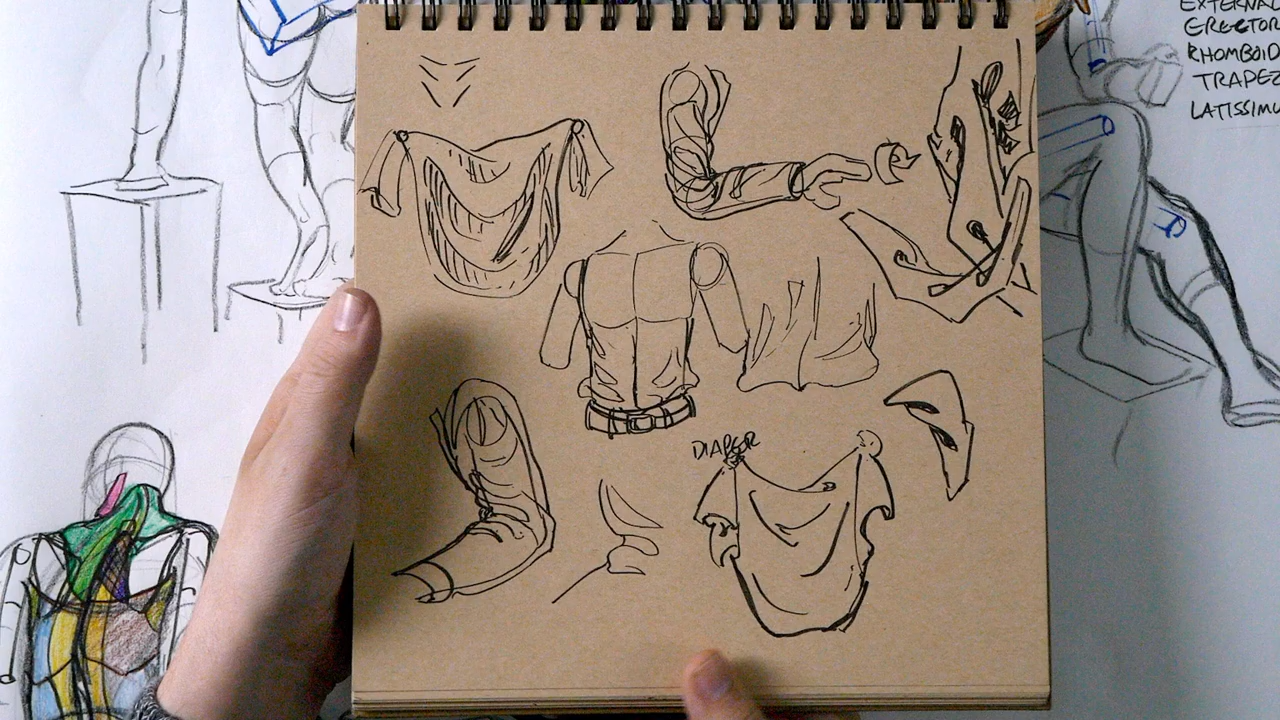 EXTERNAL
ERECTOR
RHOMBOID
TRAPEZ
LATISSIMU
DIAPER